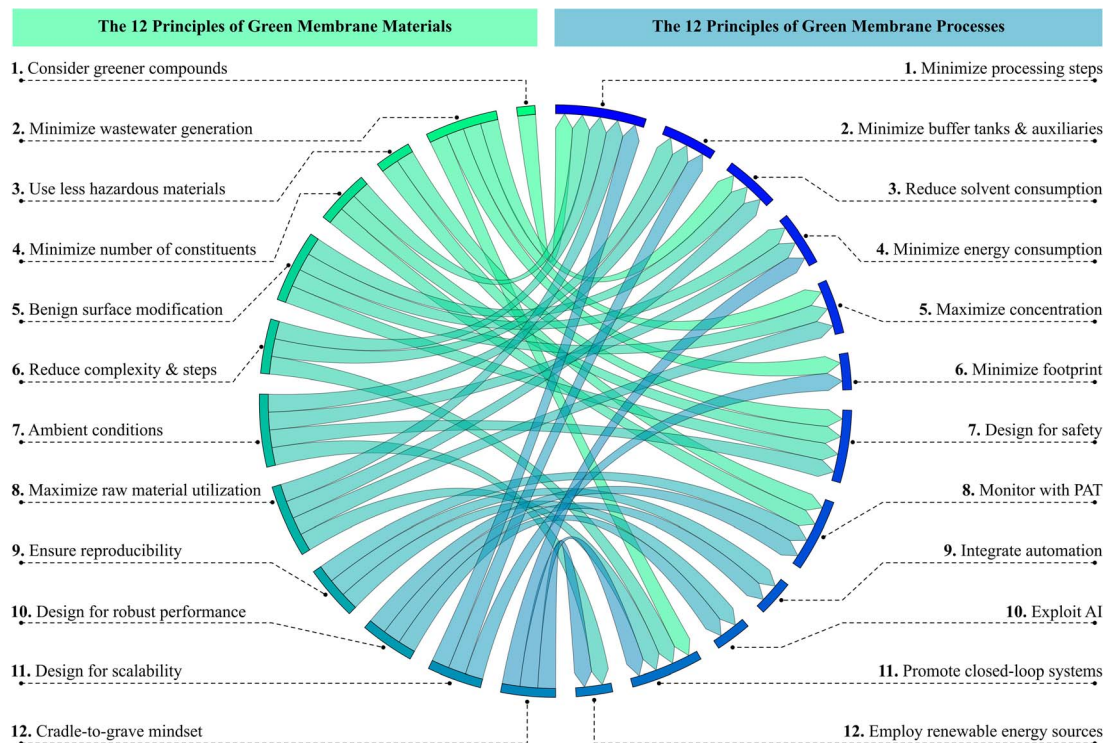 The 12 Principles of Green Membrane Materials
The 12 Principles of Green Membrane Processes
1. Consider greener compounds
2. Minimize wastewater generation
3. Use less hazardous materials
4. Minimize number of constituents
5. Benign surface modification
6. Reduce complexity & steps
7. Ambient conditions
8. Maximize raw material utilization
9. Ensure reproducibility
10. Design for robust performance
11. Design for scalability
12. Cradle-to-grave mindset
1. Minimize processing steps
2. Minimize buffer tanks & auxiliaries
3. Reduce solvent consumption
4. Minimize energy consumption
5. Maximize concentration
6. Minimize footprint
7. Design for safety
8. Monitor with PAT
9. Integrate automation
10. Exploit AI
11. Promote closed-loop systems
12. Employ renewable energy sources